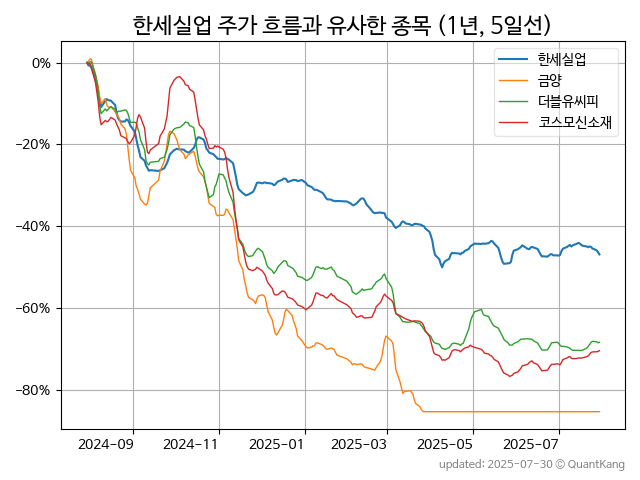 한세실업 주가 흐름과 유사한 종목 (1년, 5일선)
한세실업
금양
더블유씨피
코스모신소재
0%
−20%
−40%
−60%
−80%
2024−09
2024−11
2025−01
2025−03
2025−05
2025−07
updated: 2025-07-30 © QuantKang